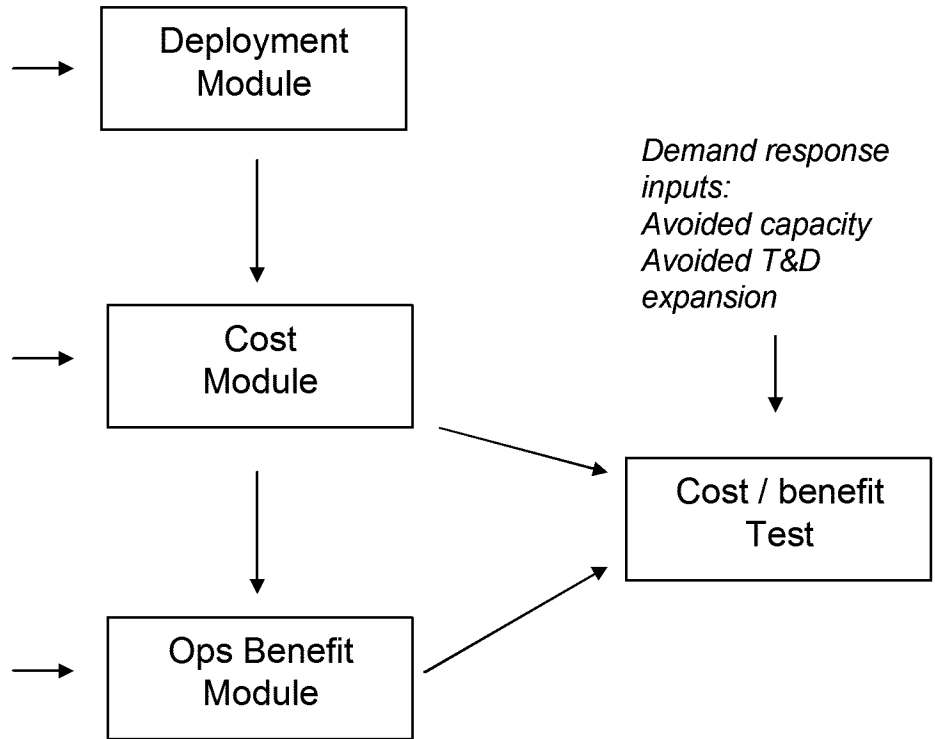 Deployment
Module
Demand response
inputs:
Avoided capacity
Avoided T&D
expansion
Cost
Module
Cost / benefit
Test
Ops Benefit
Module